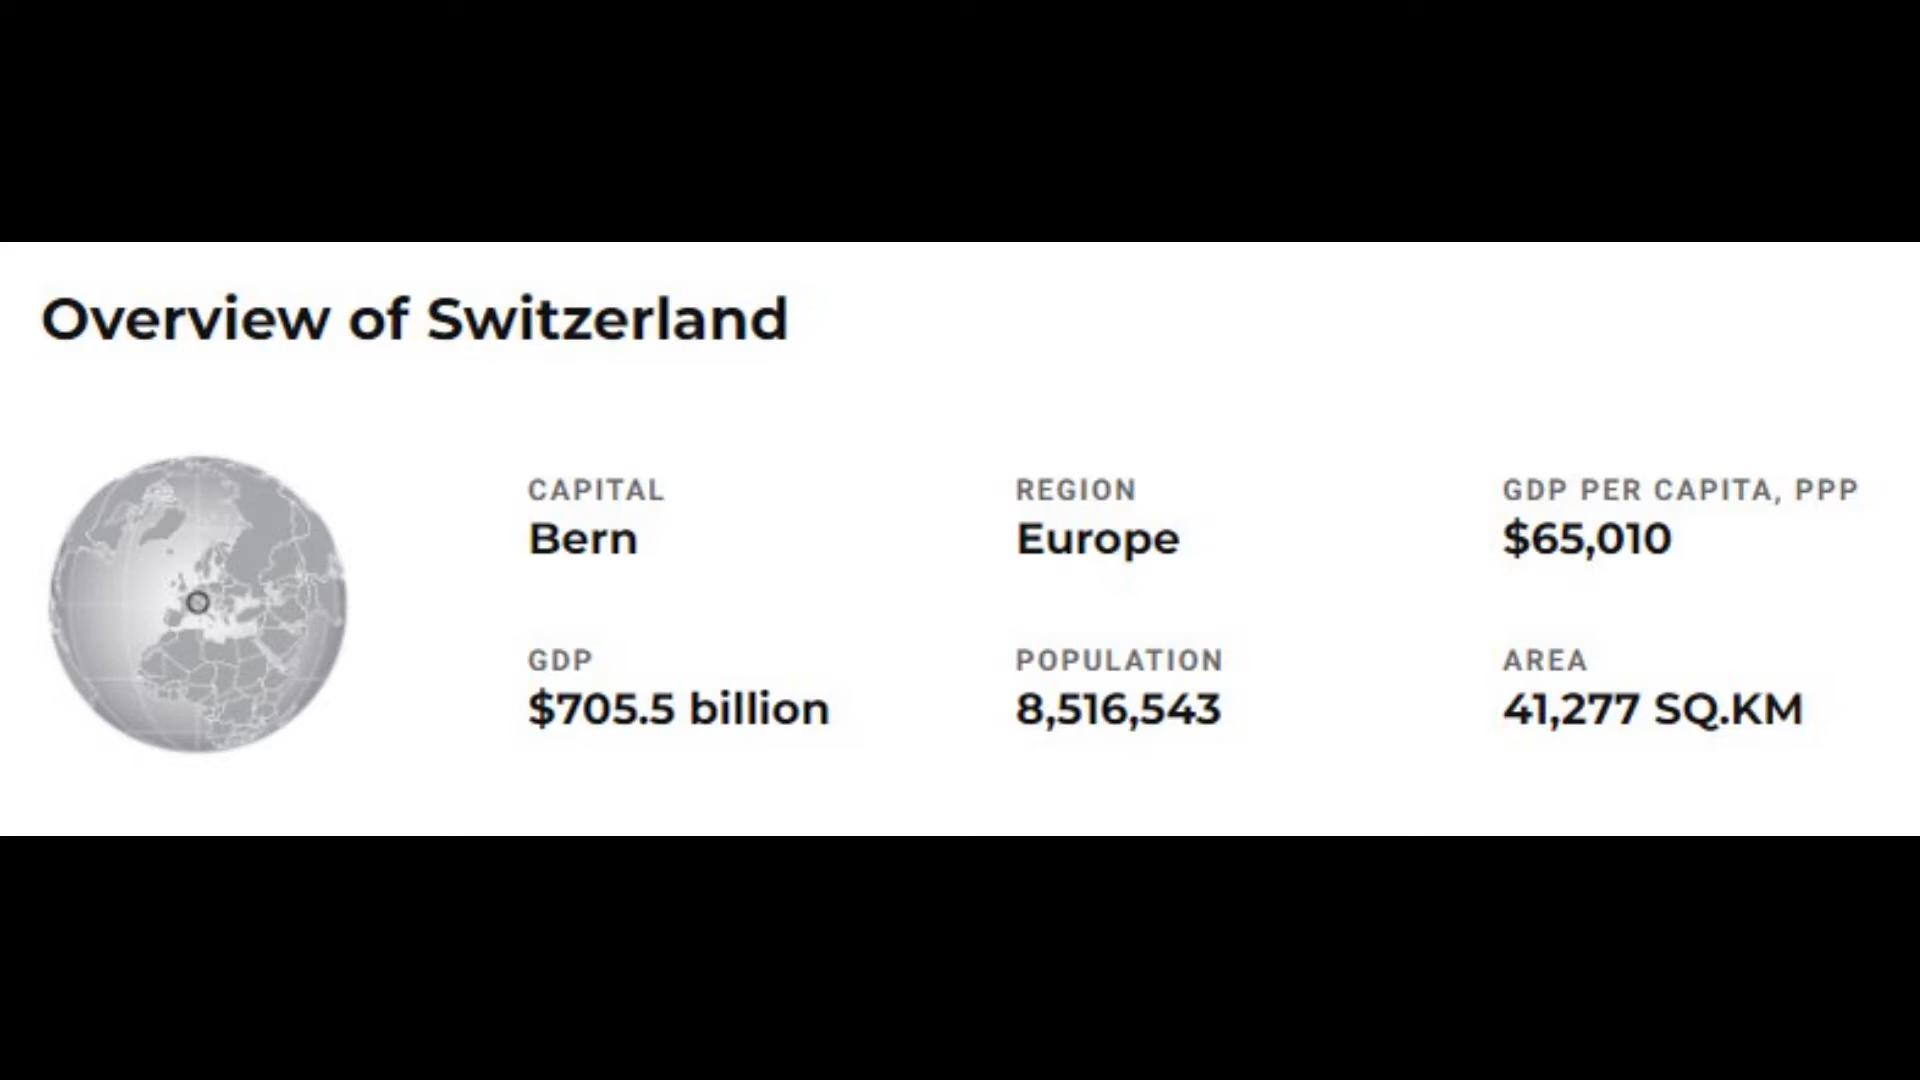 Overview of Switzerland
CAPITAL
Bern
REGION
Europe
GDP PER CAPITA, PPP
$65,010
GDP
$705.5 billion
POPULATION
8,516,543
AREA
41,277 SQ.KM